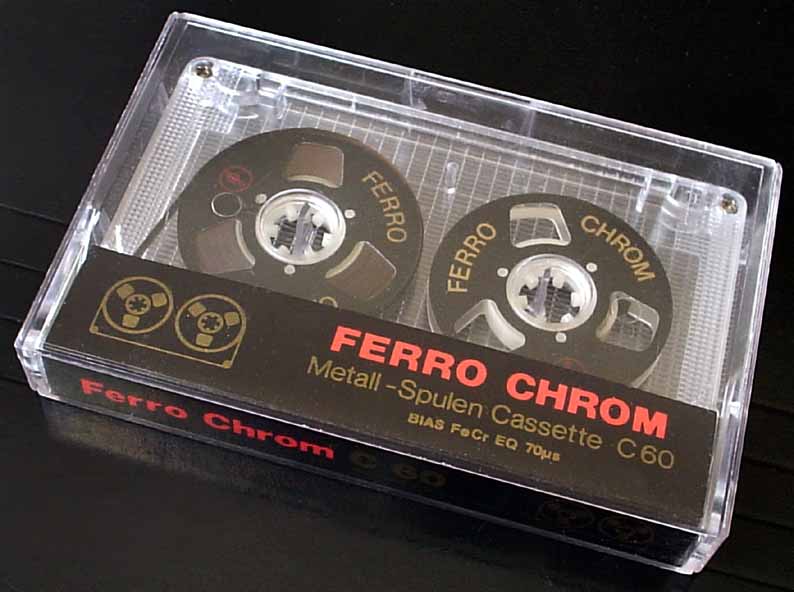 FERRO
FERRO CHROM
FERRO CHROM
Metall-Spulen Cassette C60
BIAS FeCr EQ 70µs
Ferro Chrom C 60